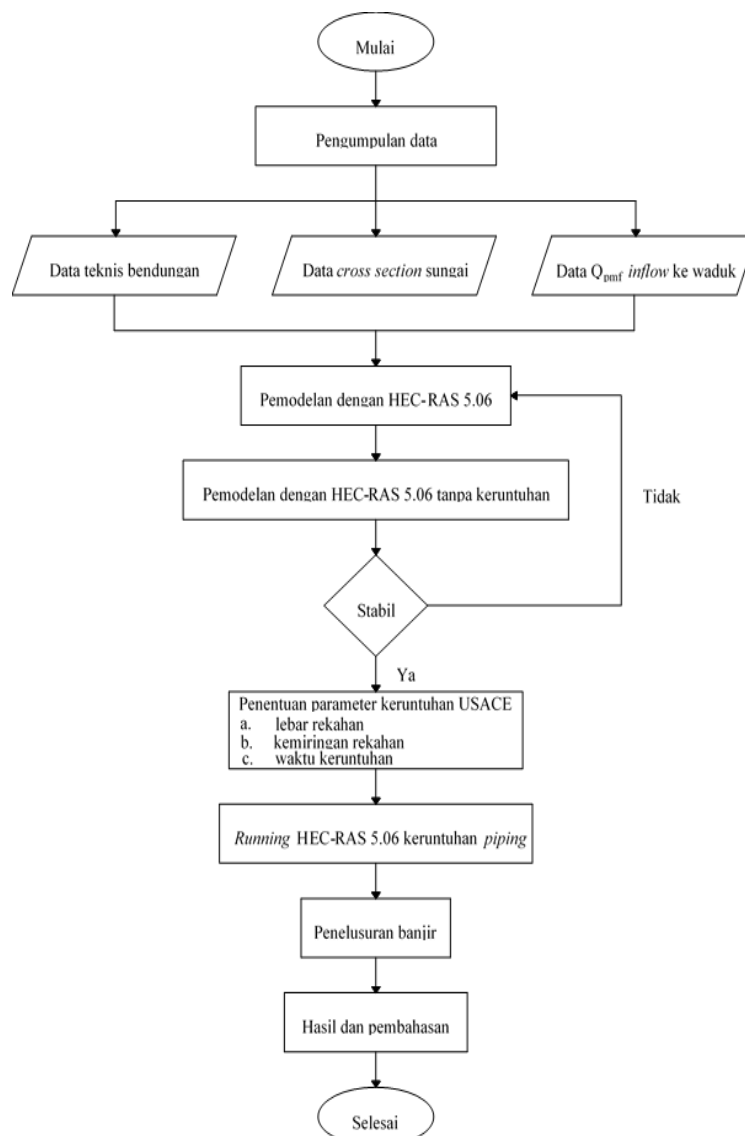 Mulai
Pengumpulan data
Data teknis bendungan
Data cross section sungai
Data Qpmf inflow ke waduk
Pemodelan dengan HEC-RAS 5.06
Pemodelan dengan HEC-RAS 5.06 tanpa keruntuhan
Tidak
Stabil
Ya
Penentuan parameter keruntuhan USACE
a. lebar rekahan
b. kemiringan rekahan
c. waktu keruntuhan
Running HEC-RAS 5.06 keruntuhan piping
Penelusuran banjir
Hasil dan pembahasan
Selesai